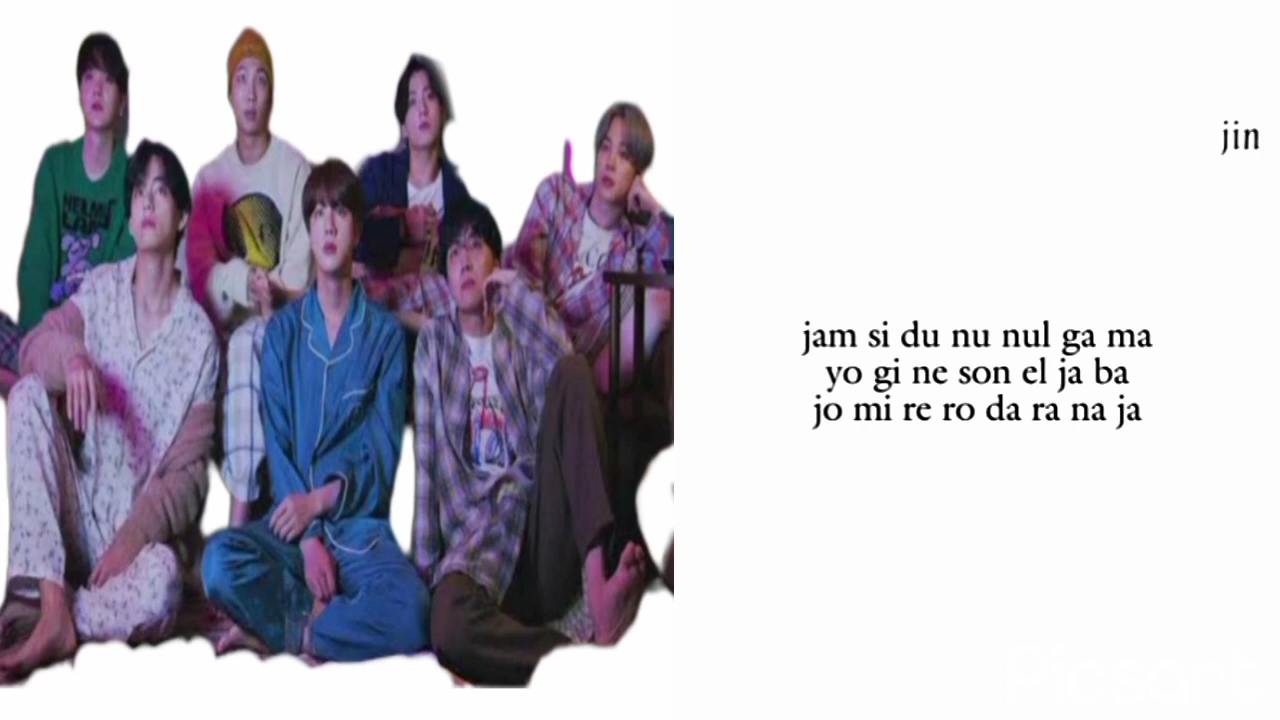 jin
jam si du nu nul ga ma
yo gi ne son el ja ba
jo mi re ro da ra na ja
Picsart